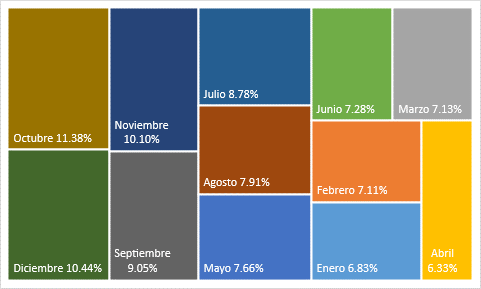 Octubre 11.38%
Diciembre 10.44%
Noviembre
10.10%
Septiembre
9.05%
Julio 8.78%
Agosto 7.91%
Mayo 7.66%
Junio 7.28%
Marzo 7.13%
Febrero 7.11%
Enero 6.83%
Abril
6.33%